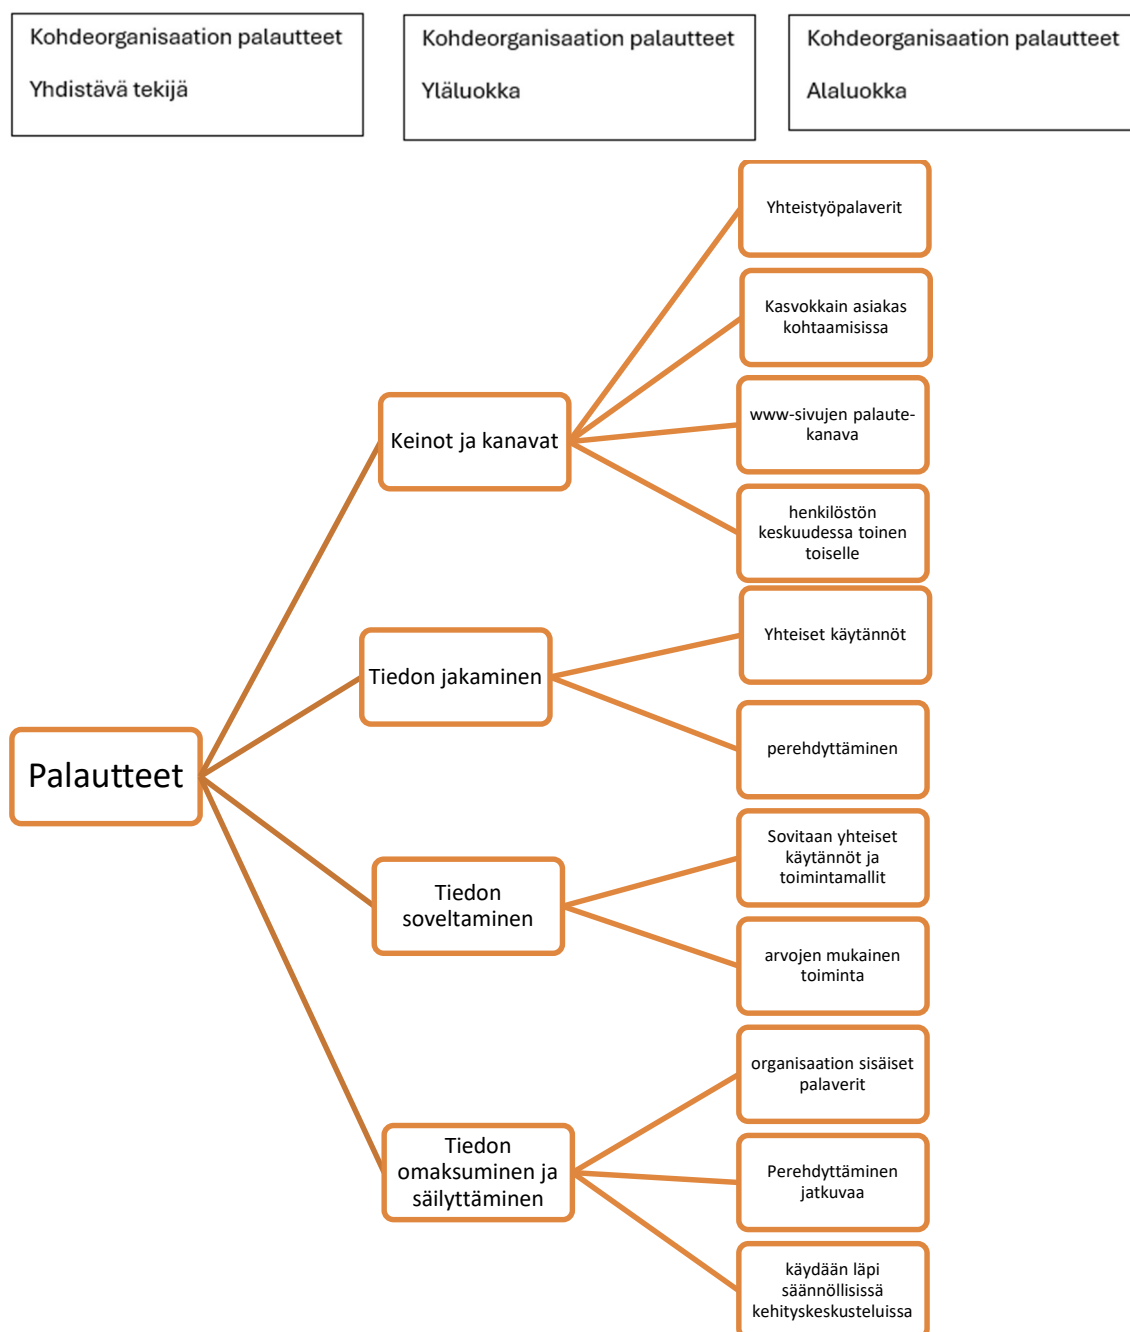 Kohdeorganisaation palautteet
Yhdistävä tekijä
Kohdeorganisaation palautteet
Yläluokka
Kohdeorganisaation palautteet
Alaluokka
Palautteet
Keinot ja kanavat
Yhteistyöpalaverit
Kasvokkain asiakas
kohtaamisissa
www-sivujen palaute-
kanava
henkilöstön
keskuudessa toinen
toiselle
Tiedon jakaminen
Yhteiset käytännöt
perehdyttäminen
Tiedon
soveltaminen
Sovitaan yhteiset
käytännöt ja
toimintamallit
arvojen mukainen
toiminta
Tiedon
omaksuminen ja
säilyttäminen
organisaation sisäiset
palaverit
Perehdyttäminen
jatkuvaa
käydään läpi
säännöllisissä
kehityskeskusteluissa